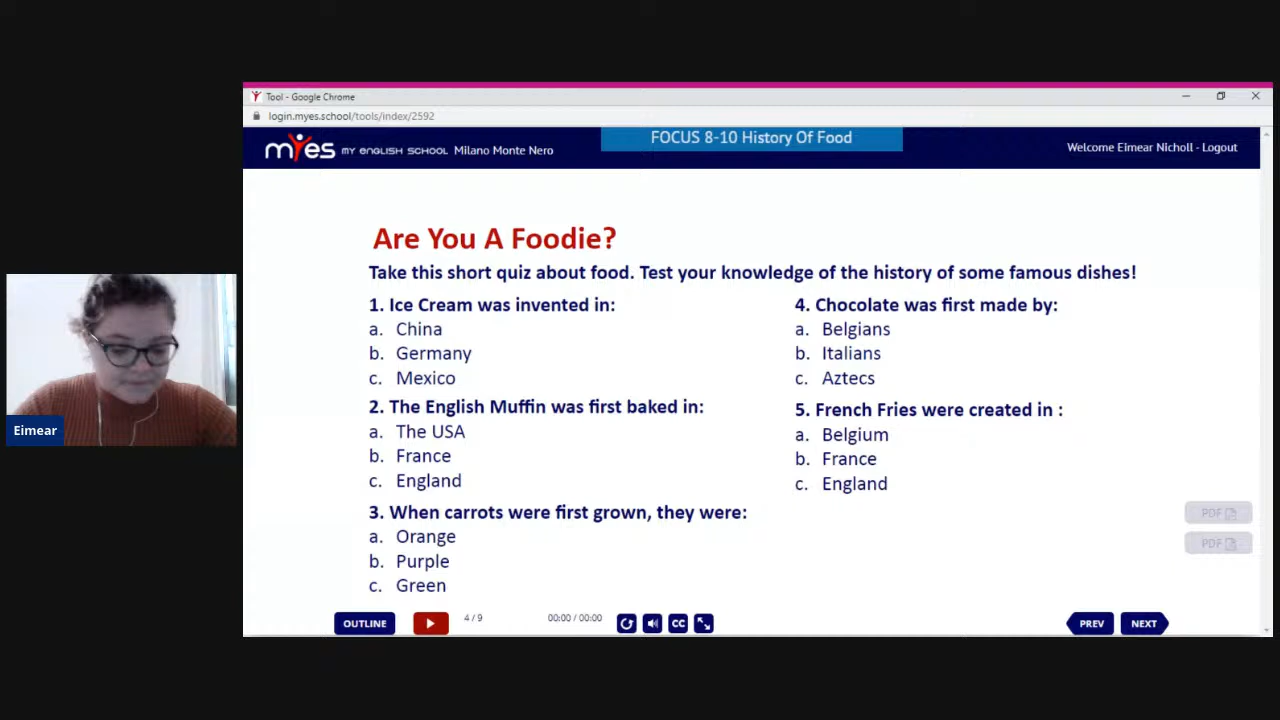 Tool - Google Chrome
login.myes.school/tools/index/2592
myes MY ENGLISH SCHOOL Milano Monte Nero
FOCUS 8-10 History Of Food
Welcome Eimear Nicholl - Logout
Are You A Foodie?
Take this short quiz about food. Test your knowledge of the history of some famous dishes!
1. Ice Cream was invented in:
a. China
b. Germany
c. Mexico
2. The English Muffin was first baked in:
a. The USA
b. France
c. England
3. When carrots were first grown, they were:
a. Orange
b. Purple
c. Green
4. Chocolate was first made by:
a. Belgians
b. Italians
c. Aztecs
5. French Fries were created in :
a. Belgium
b. France
c. England
PDF
PDF
Eimear
OUTLINE
4 / 9
00:00 / 00:00
CC
PREV
NEXT